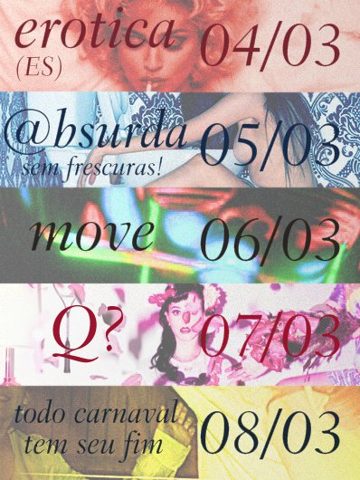 erotica 04/03
(ES)
@bsurda 05/03
sem frescuras!
move 06/03
Q? 07/03
todo carnaval 08/03
tem seu fim